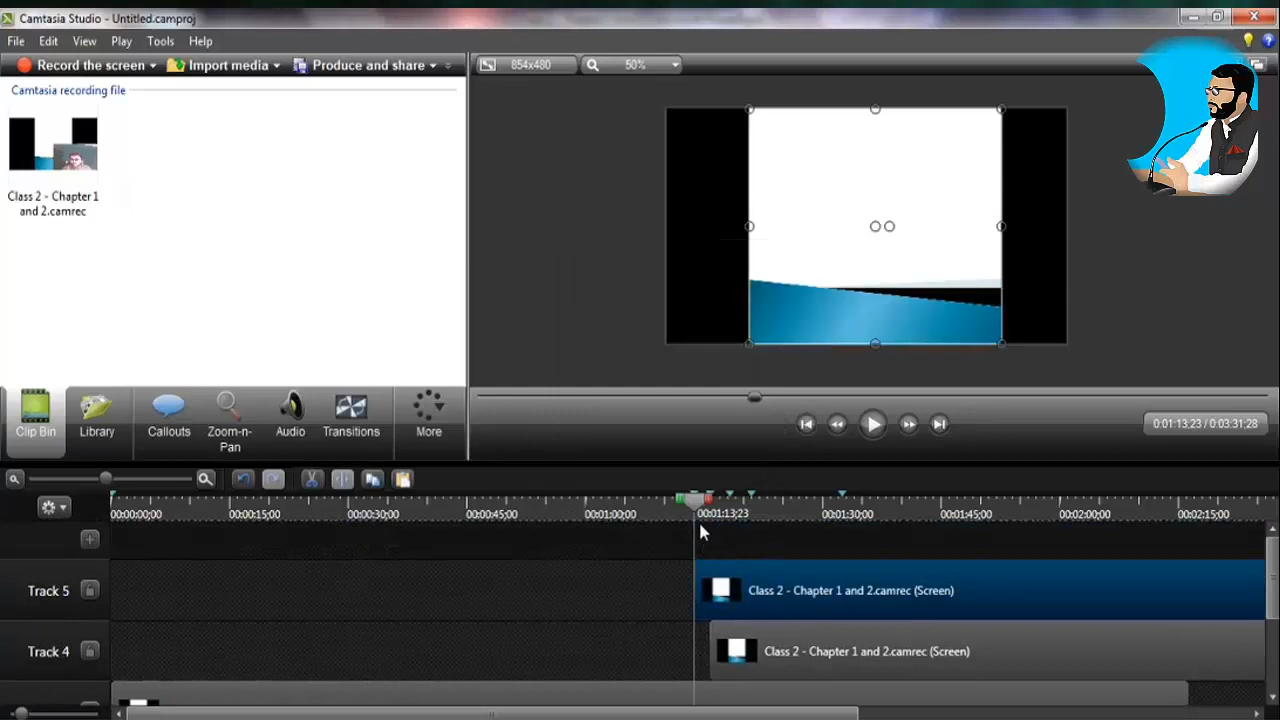 Camtasia Studio - Untitled.camproj
File Edit View Play Tools Help
Record the screen Import media Produce and share
854x480 50%
Camtasia recording file
Class 2 - Chapter 1
and 2.camrec
Clip Bin Library Callouts Zoom-n-
Pan Audio Transitions More
0:01:13;23 / 0:03:31;28
00:00:00;00 00:00:15;00 00:00:30;00 00:00:45;00 00:01:00;00 00:01:13;23 00:01:30;00 00:01:45;00 00:02:00;00 00:02:15;00
Track 5 Class 2 - Chapter 1 and 2.camrec (Screen)
Track 4 Class 2 - Chapter 1 and 2.camrec (Screen)